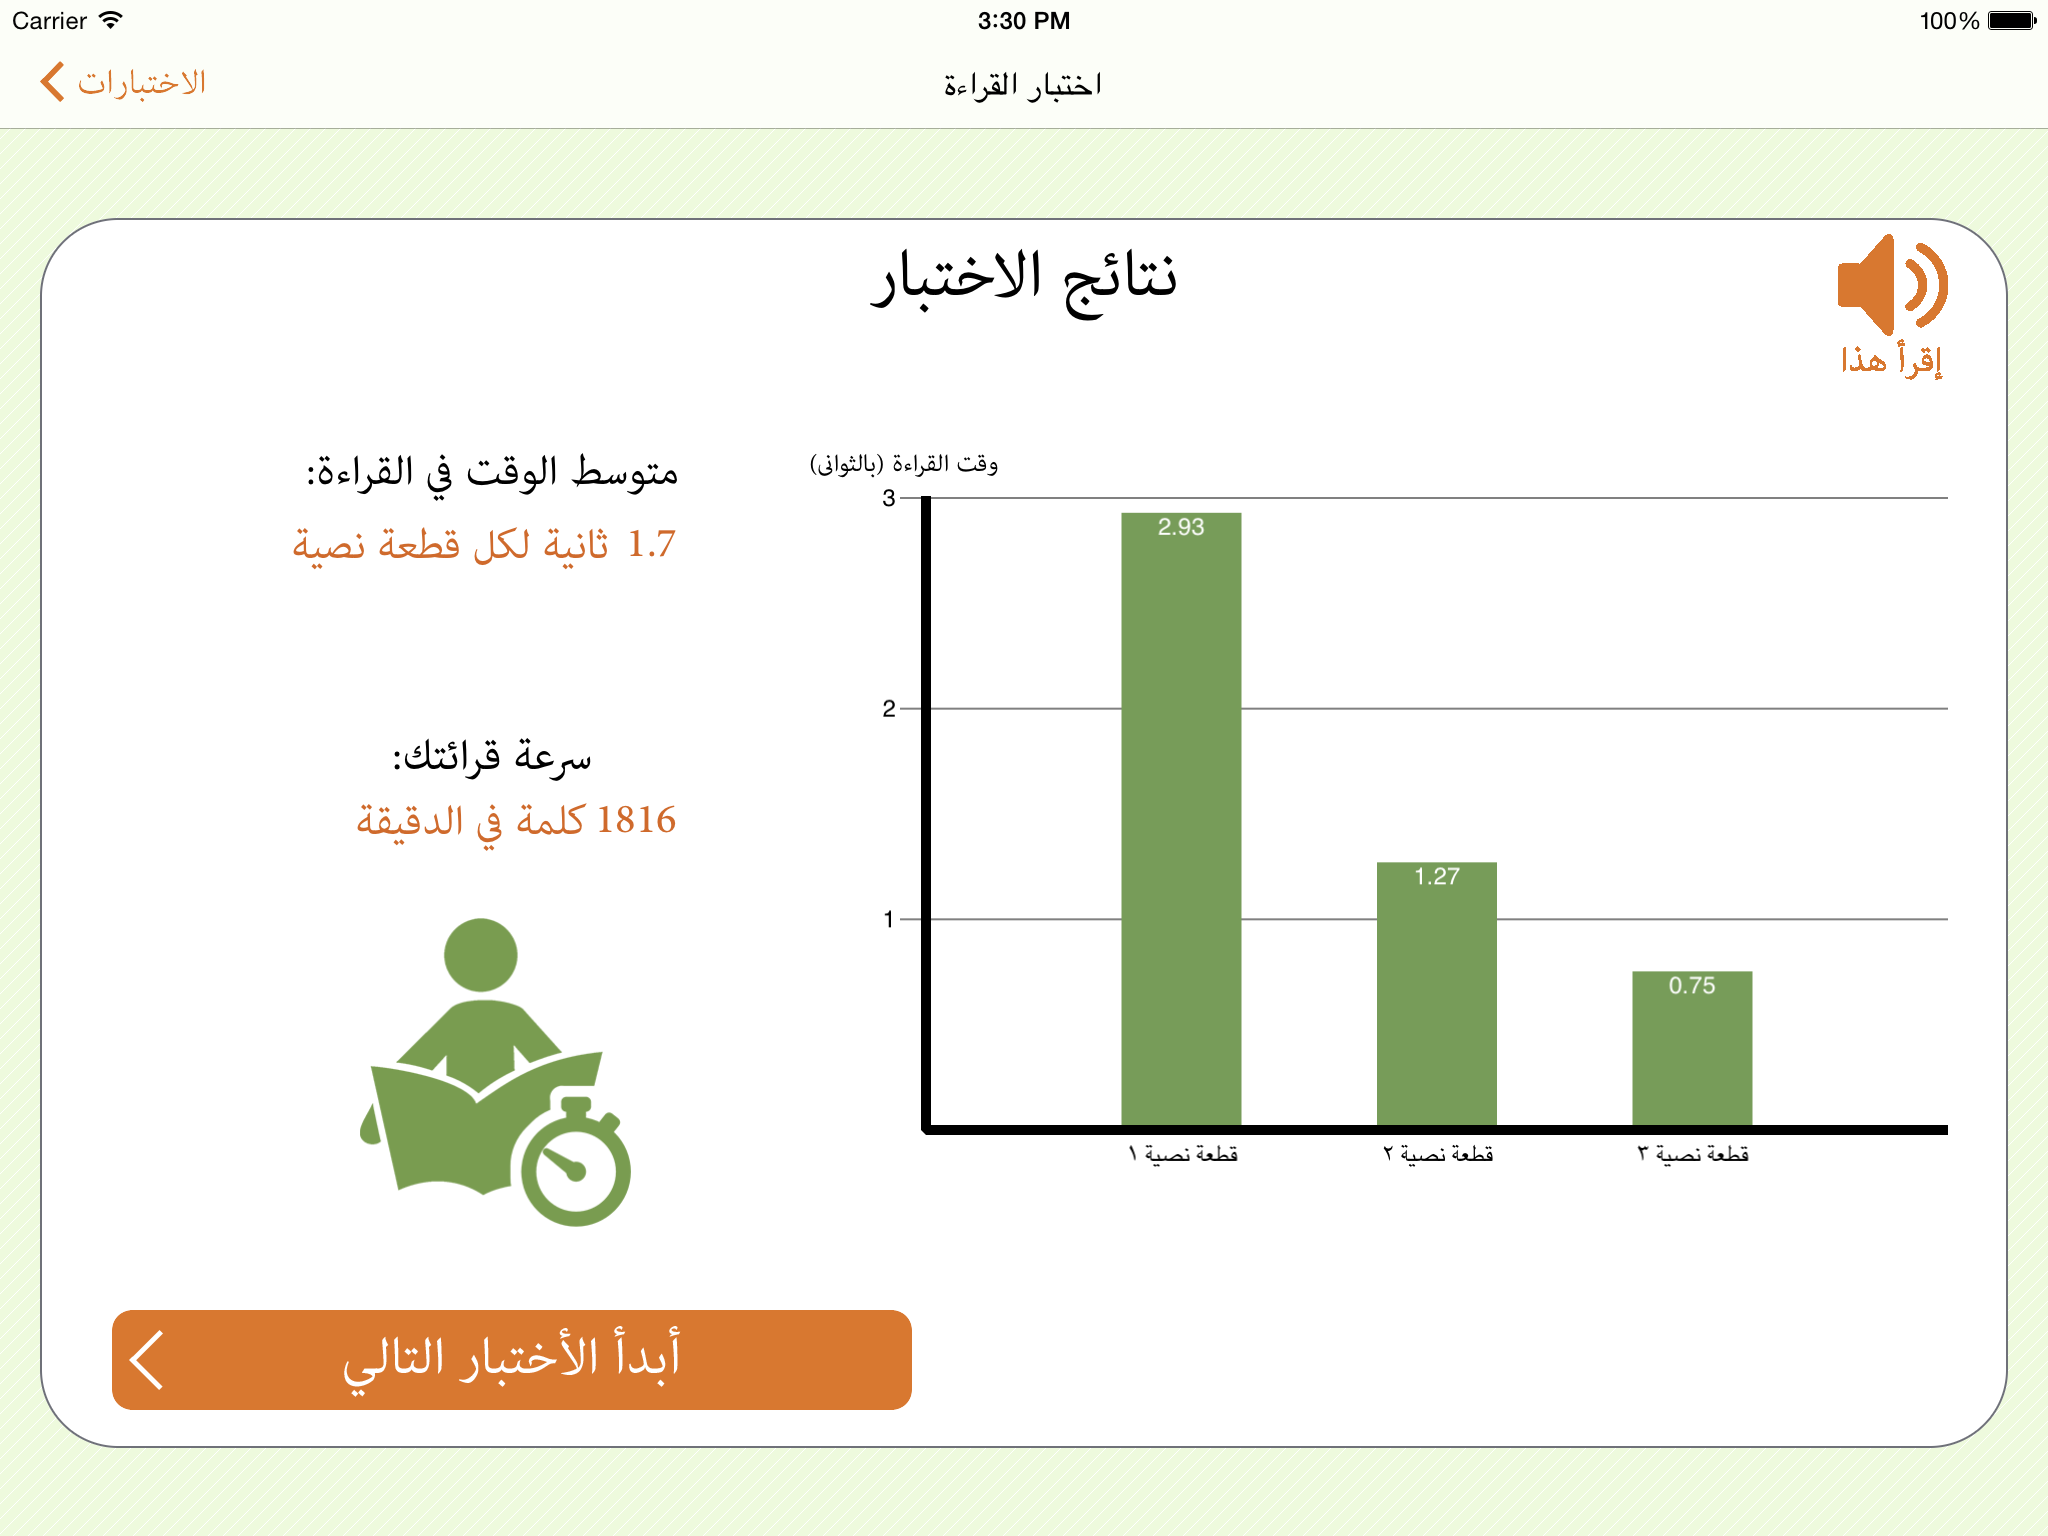 Carrier 3:30 PM 100%
الاختبارات
اختبار القراءة
نتائج الاختبار
إقرأ هذا
متوسط الوقت في القراءة:
1.7 ثانية لكل قطعة نصية
سرعة قرائتك:
1816 كلمة في الدقيقة
وقت القراءة (بالثوانى)
3
2
1
2.93
1.27
0.75
قطعة نصية ١
قطعة نصية ٢
قطعة نصية ٣
أبدأ الأختبار التالي